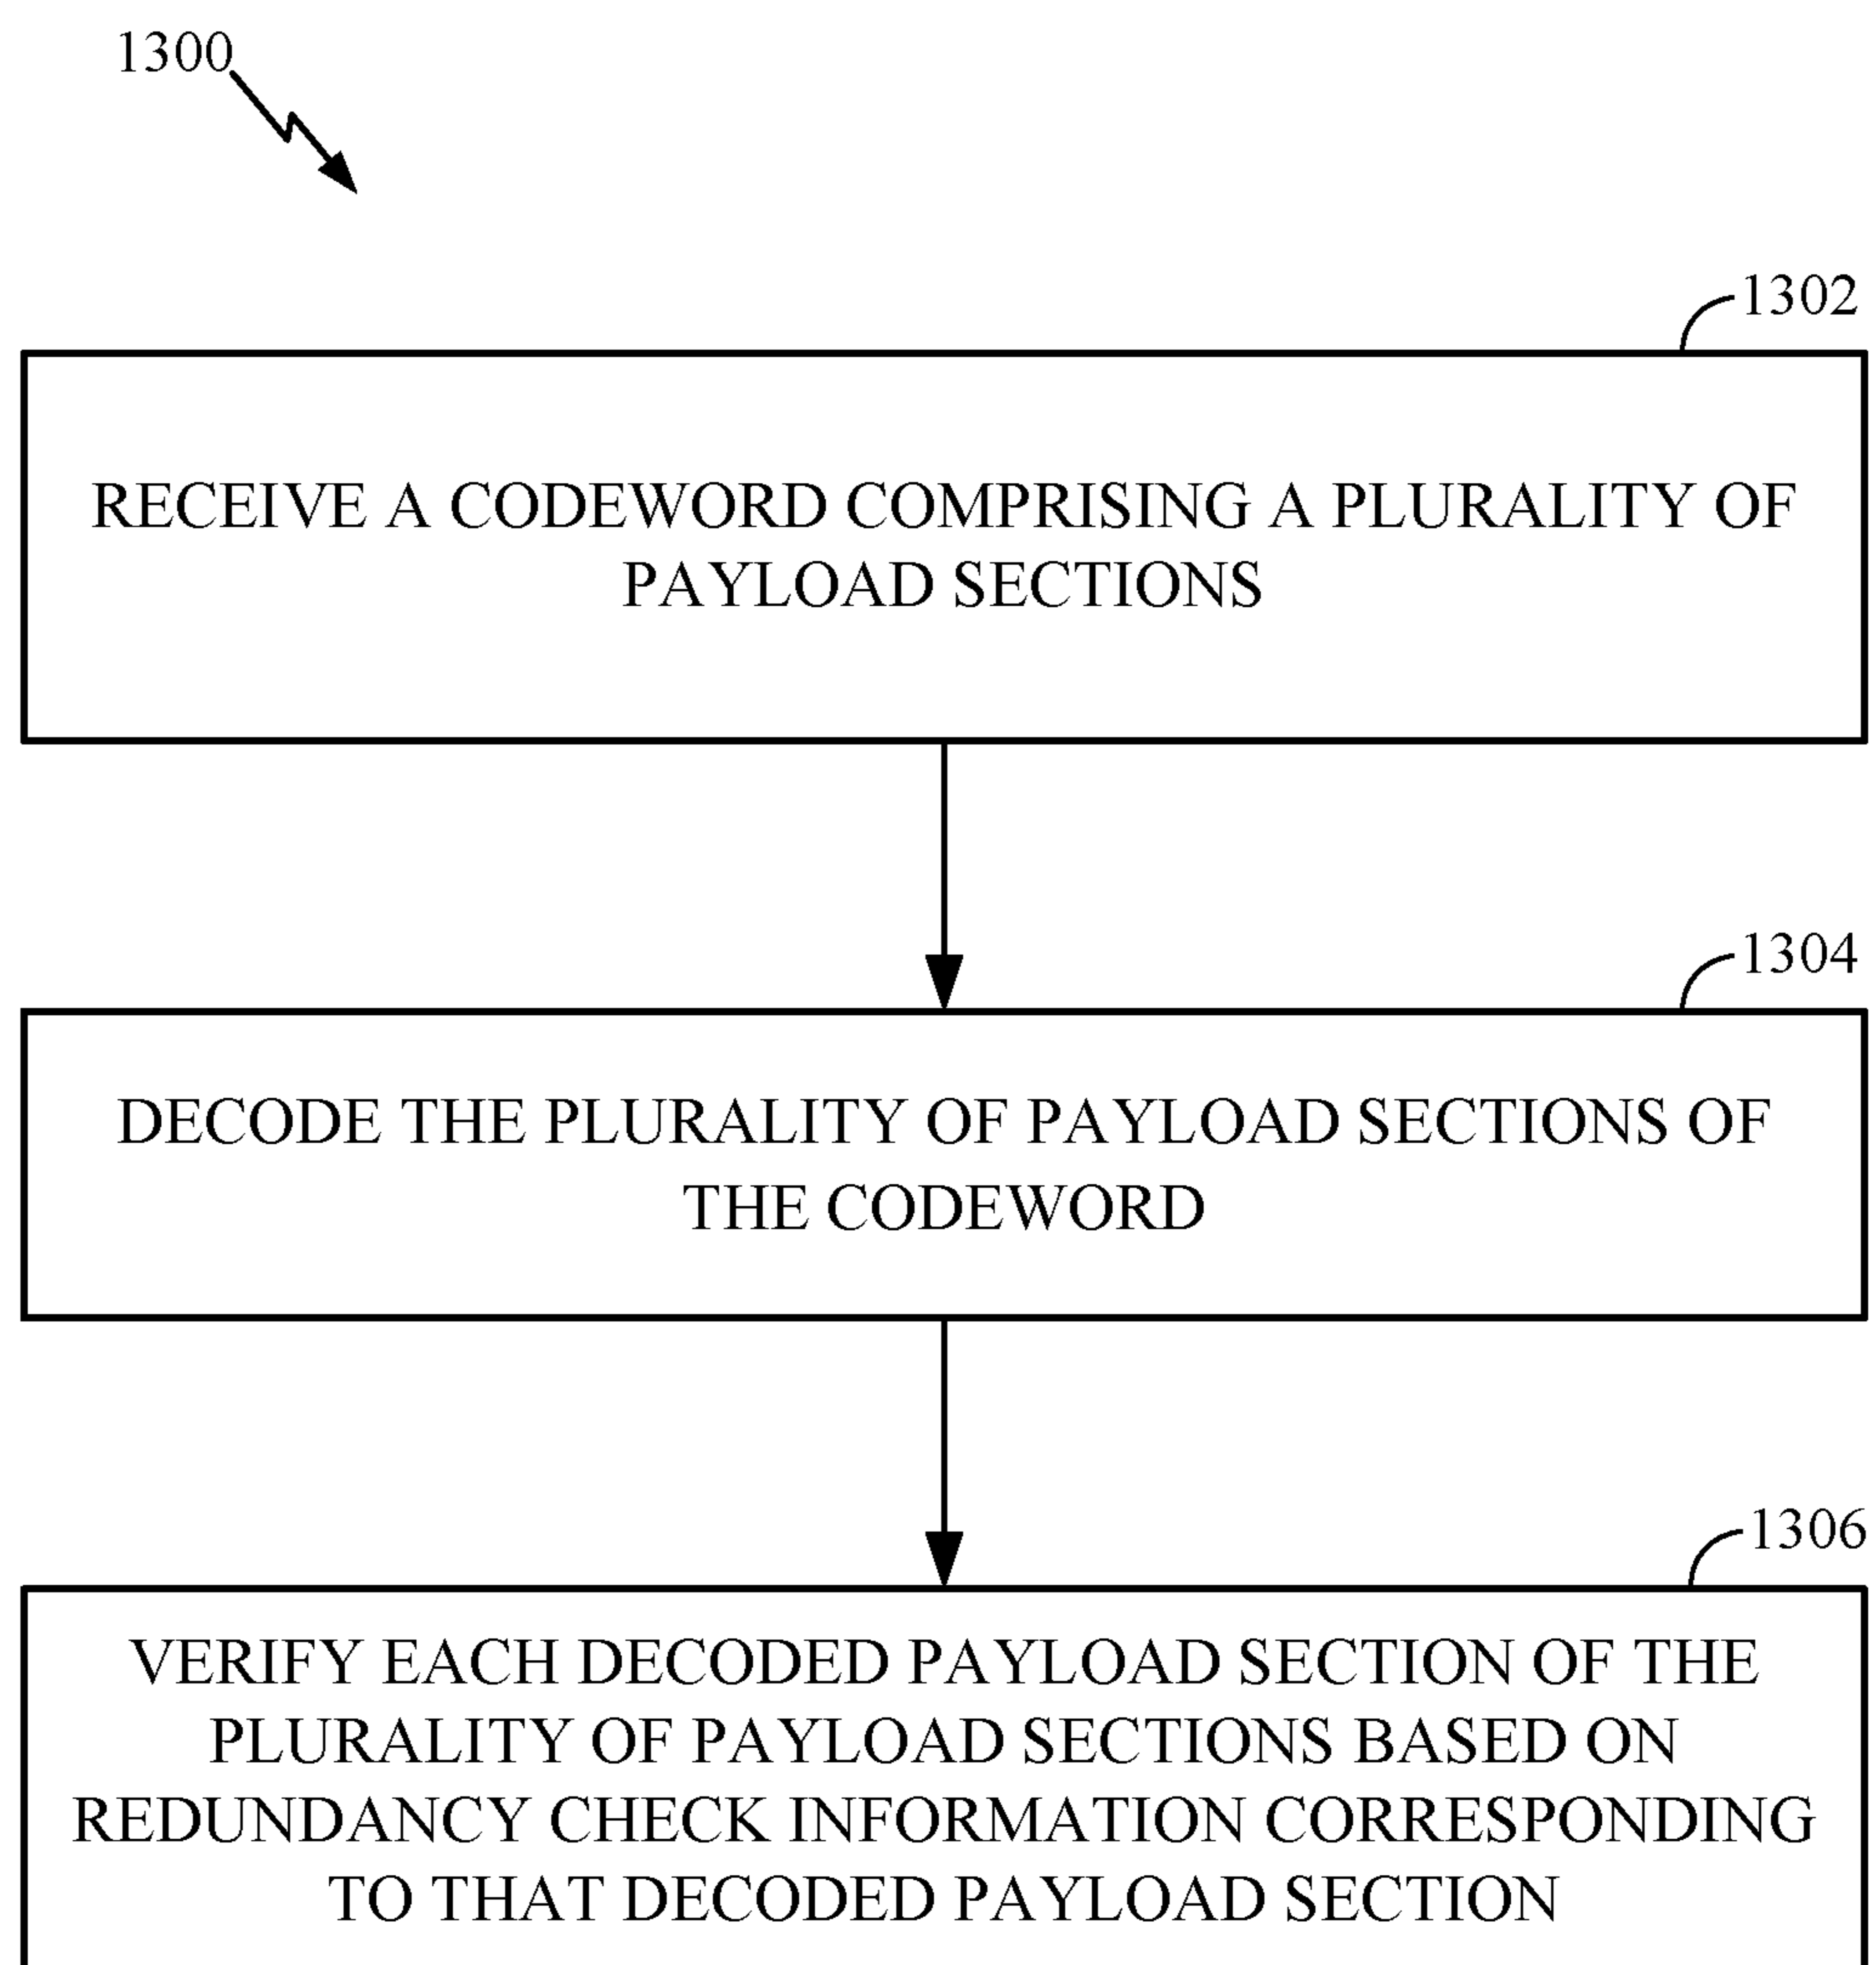 1300
1302
RECEIVE A CODEWORD COMPRISING A PLURALITY OF
PAYLOAD SECTIONS
1304
DECODE THE PLURALITY OF PAYLOAD SECTIONS OF
THE CODEWORD
1306
VERIFY EACH DECODED PAYLOAD SECTION OF THE
PLURALITY OF PAYLOAD SECTIONS BASED ON
REDUNDANCY CHECK INFORMATION CORRESPONDING
TO THAT DECODED PAYLOAD SECTION